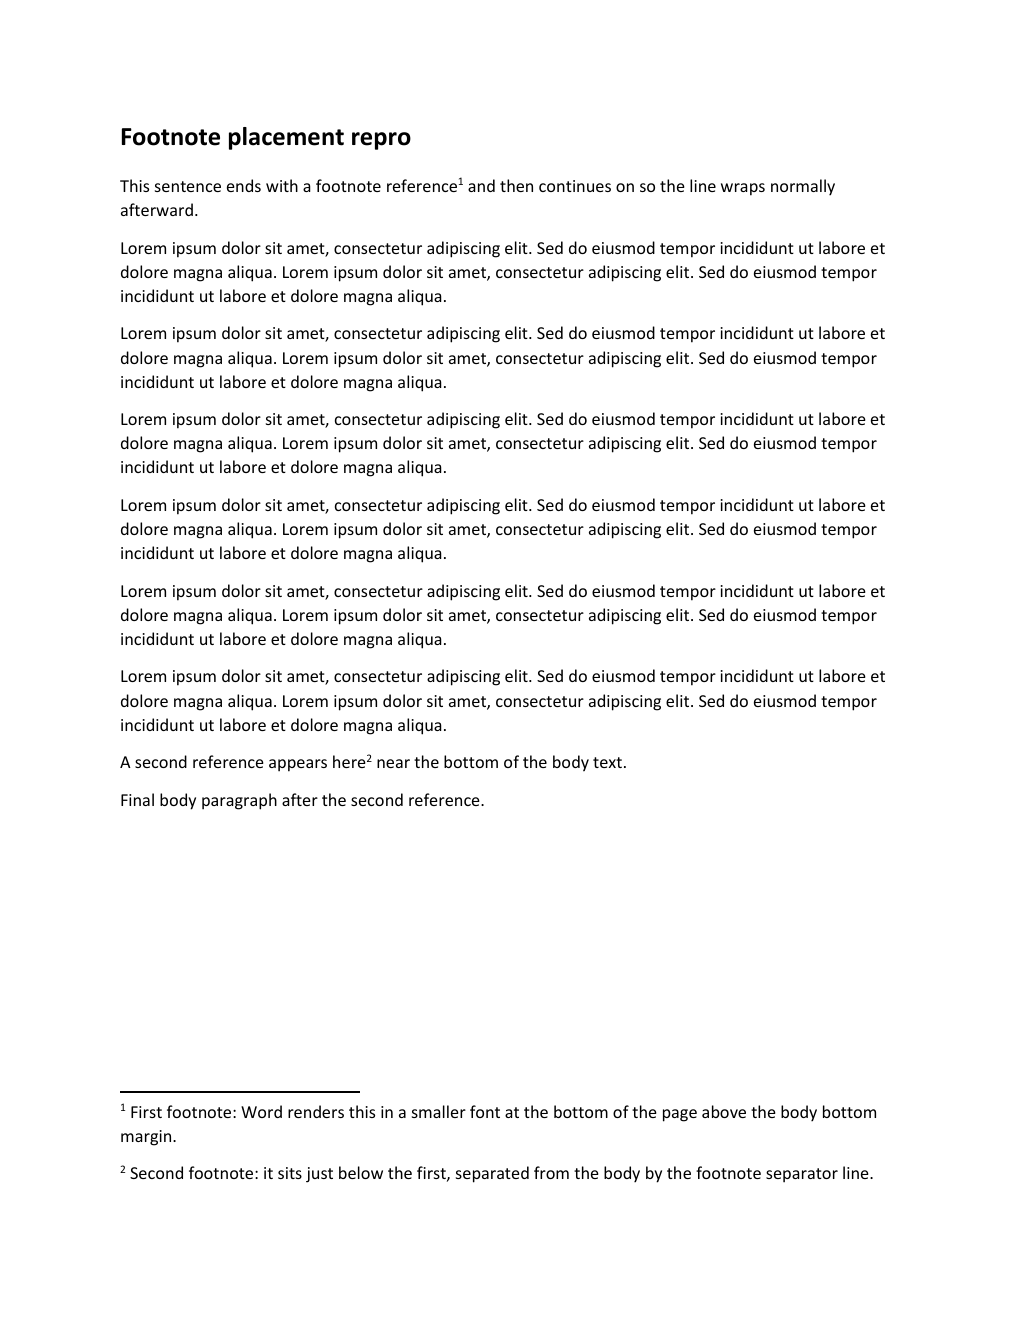 Footnote placement repro
This sentence ends with a footnote reference¹ and then continues on so the line wraps normally
afterward.
Lorem ipsum dolor sit amet, consectetur adipiscing elit. Sed do eiusmod tempor incididunt ut labore et
dolore magna aliqua. Lorem ipsum dolor sit amet, consectetur adipiscing elit. Sed do eiusmod tempor
incididunt ut labore et dolore magna aliqua.
Lorem ipsum dolor sit amet, consectetur adipiscing elit. Sed do eiusmod tempor incididunt ut labore et
dolore magna aliqua. Lorem ipsum dolor sit amet, consectetur adipiscing elit. Sed do eiusmod tempor
incididunt ut labore et dolore magna aliqua.
Lorem ipsum dolor sit amet, consectetur adipiscing elit. Sed do eiusmod tempor incididunt ut labore et
dolore magna aliqua. Lorem ipsum dolor sit amet, consectetur adipiscing elit. Sed do eiusmod tempor
incididunt ut labore et dolore magna aliqua.
Lorem ipsum dolor sit amet, consectetur adipiscing elit. Sed do eiusmod tempor incididunt ut labore et
dolore magna aliqua. Lorem ipsum dolor sit amet, consectetur adipiscing elit. Sed do eiusmod tempor
incididunt ut labore et dolore magna aliqua.
Lorem ipsum dolor sit amet, consectetur adipiscing elit. Sed do eiusmod tempor incididunt ut labore et
dolore magna aliqua. Lorem ipsum dolor sit amet, consectetur adipiscing elit. Sed do eiusmod tempor
incididunt ut labore et dolore magna aliqua.
Lorem ipsum dolor sit amet, consectetur adipiscing elit. Sed do eiusmod tempor incididunt ut labore et
dolore magna aliqua. Lorem ipsum dolor sit amet, consectetur adipiscing elit. Sed do eiusmod tempor
incididunt ut labore et dolore magna aliqua.
A second reference appears here² near the bottom of the body text.
Final body paragraph after the second reference.
¹ First footnote: Word renders this in a smaller font at the bottom of the page above the body bottom
margin.
² Second footnote: it sits just below the first, separated from the body by the footnote separator line.